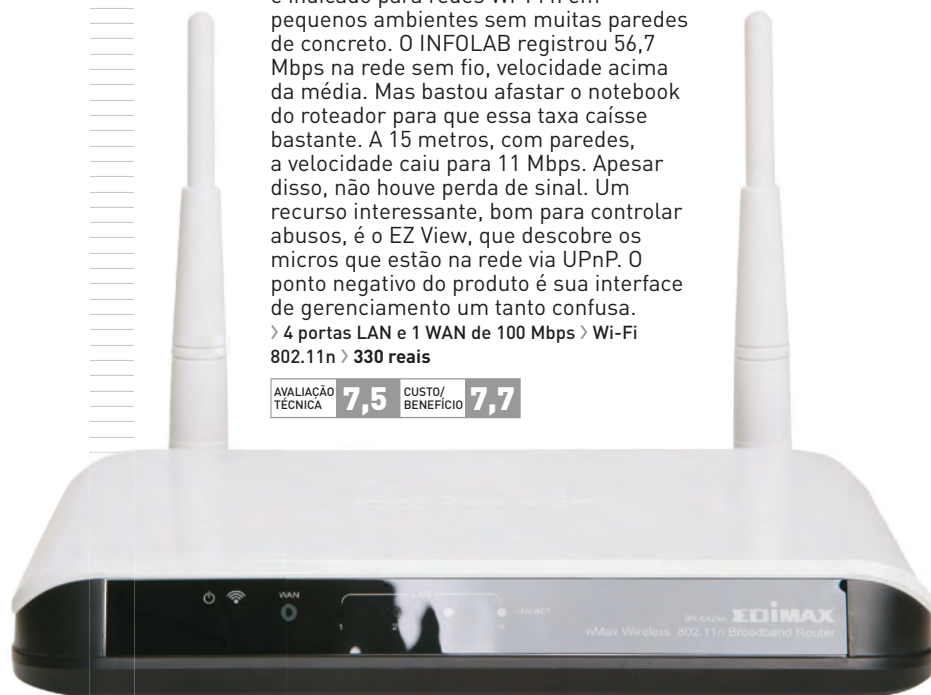 é indicado para redes Wi-Fi n em
pequenos ambientes sem muitas paredes
de concreto. O INFOLAB registrou 56,7
Mbps na rede sem fio, velocidade acima
da média. Mas bastou afastar o notebook
do roteador para que essa taxa caísse
bastante. A 15 metros, com paredes,
a velocidade caiu para 11 Mbps. Apesar
disso, não houve perda de sinal. Um
recurso interessante, bom para controlar
abusos, é o EZ View, que descobre os
micros que estão na rede via UPnP. O
ponto negativo do produto é sua interface
de gerenciamento um tanto confusa.
› 4 portas LAN e 1 WAN de 100 Mbps › Wi-Fi
802.11n › 330 reais
AVALIAÇÃO TÉCNICA 7,5 CUSTO/ BENEFÍCIO 7,7
WAN LAN
1 2 4
EDIMAX
nMax Wireless 802.11n Broadband Router